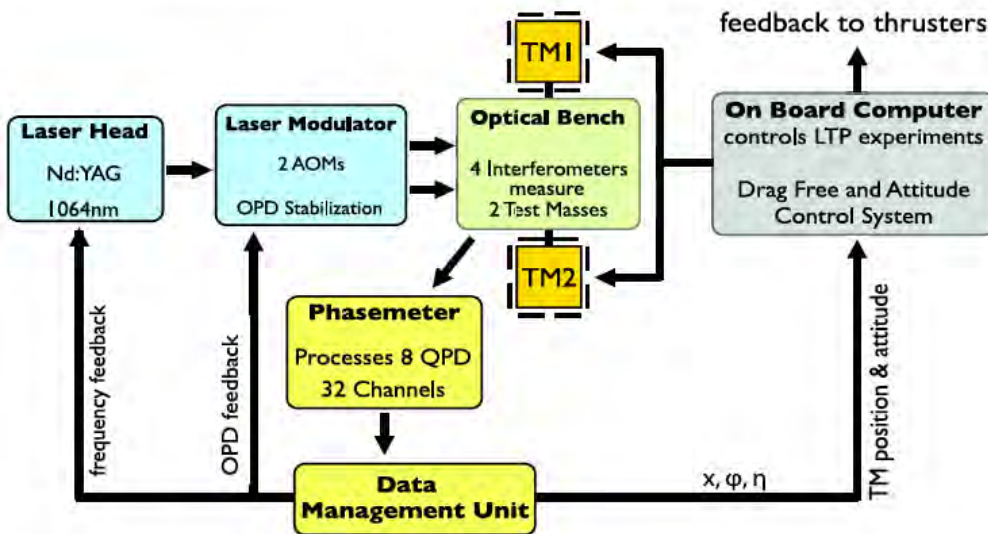 feedback to thrusters
TM1
Laser Head
Nd:YAG
1064nm
Laser Modulator
2 AOMs
OPD Stabilization
Optical Bench
4 Interferometers
measure
2 Test Masses
On Board Computer
controls LTP experiments
Drag Free and Attitude
Control System
TM2
Phasemeter
Processes 8 QPD
32 Channels
frequency feedback
OPD feedback
TM position & attitude
x, φ, η
Data
Management Unit